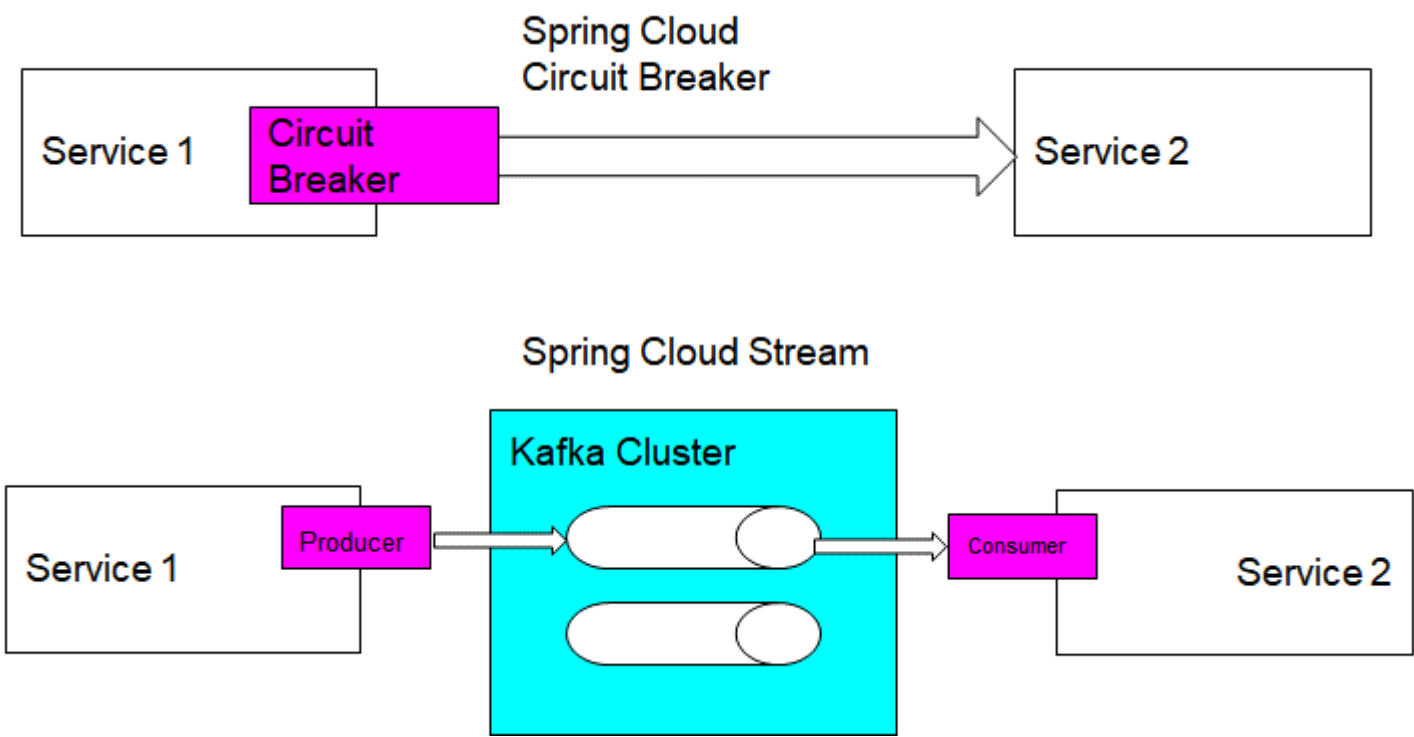 Spring Cloud
Circuit Breaker
Service 1
Circuit
Breaker
Service 2
Spring Cloud Stream
Kafka Cluster
Service 1
Producer
Consumer
Service 2